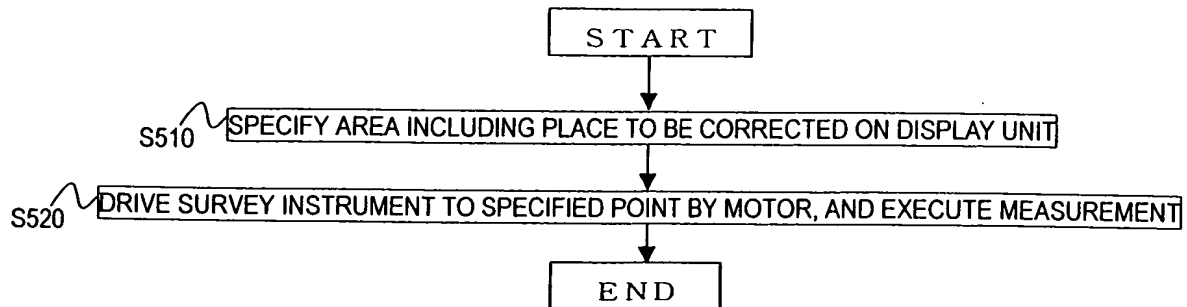 START
S510 SPECIFY AREA INCLUDING PLACE TO BE CORRECTED ON DISPLAY UNIT
S520 DRIVE SURVEY INSTRUMENT TO SPECIFIED POINT BY MOTOR, AND EXECUTE MEASUREMENT
END